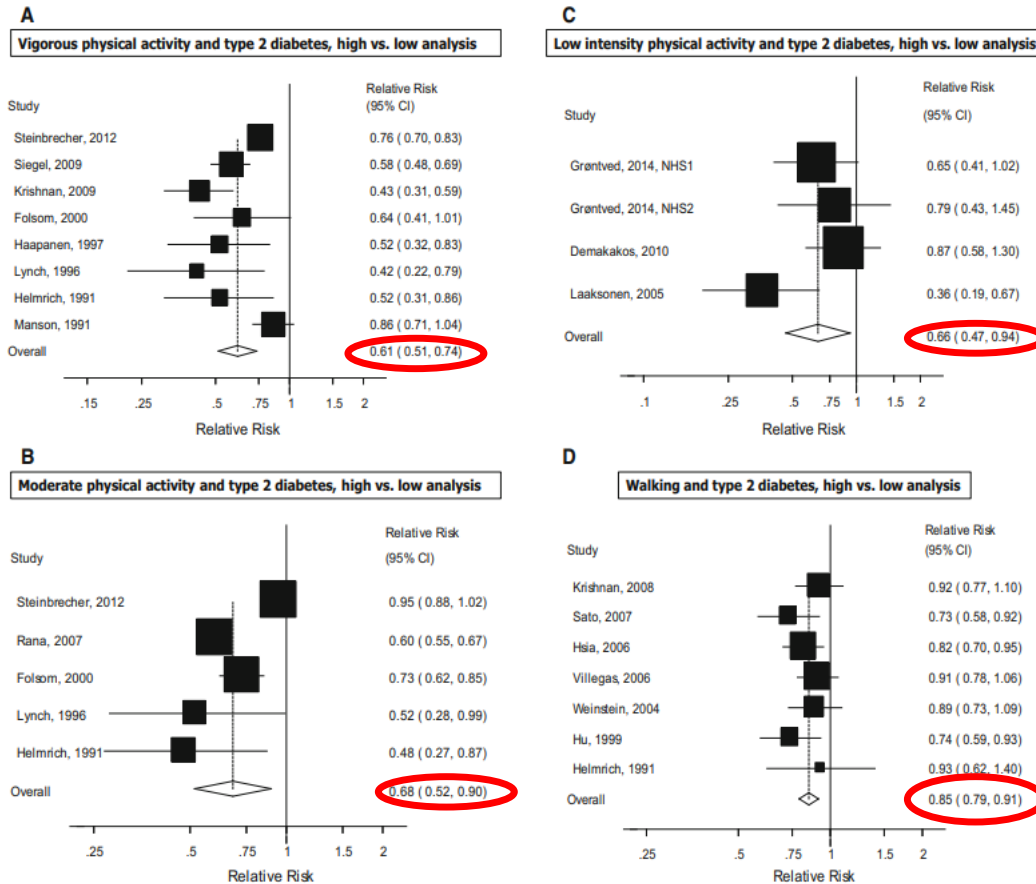 A
Vigorous physical activity and type 2 diabetes, high vs. low analysis
Relative Risk
Study
(95% CI)
Steinbrecher, 2012 0.76 ( 0.70, 0.83)
Siegel, 2009 0.58 ( 0.48, 0.69)
Krishnan, 2009 0.43 ( 0.31, 0.59)
Folsom, 2000 0.64 ( 0.41, 1.01)
Haapanen, 1997 0.52 ( 0.32, 0.83)
Lynch, 1996 0.42 ( 0.22, 0.79)
Helmrich, 1991 0.52 ( 0.31, 0.86)
Manson, 1991 0.86 ( 0.71, 1.04)
Overall 0.61 ( 0.51, 0.74)
.15 .25 .5 .75 1 1.5 2
Relative Risk
B
Moderate physical activity and type 2 diabetes, high vs. low analysis
Relative Risk
Study (95% CI)
Steinbrecher, 2012 0.95 ( 0.88, 1.02)
Rana, 2007 0.60 ( 0.55, 0.67)
Folsom, 2000 0.73 ( 0.62, 0.85)
Lynch, 1996 0.52 ( 0.28, 0.99)
Helmrich, 1991 0.48 ( 0.27, 0.87)
Overall 0.68 ( 0.52, 0.90)
.25 .5 .75 1 1.5 2
Relative Risk
C
Low intensity physical activity and type 2 diabetes, high vs. low analysis
Relative Risk
Study (95% CI)
Grøntved, 2014, NHS1 0.65 ( 0.41, 1.02)
Grøntved, 2014, NHS2 0.79 ( 0.43, 1.45)
Demakakos, 2010 0.87 ( 0.58, 1.30)
Laaksonen, 2005 0.36 ( 0.19, 0.67)
Overall 0.66 ( 0.47, 0.94)
.1 .25 .5 .75 1 1.5 2
Relative Risk
D
Walking and type 2 diabetes, high vs. low analysis
Relative Risk
Study (95% CI)
Krishnan, 2008 0.92 ( 0.77, 1.10)
Sato, 2007 0.73 ( 0.58, 0.92)
Hsia, 2006 0.82 ( 0.70, 0.95)
Villegas, 2006 0.91 ( 0.78, 1.06)
Weinstein, 2004 0.89 ( 0.73, 1.09)
Hu, 1999 0.74 ( 0.59, 0.93)
Helmrich, 1991 0.93 ( 0.62, 1.40)
Overall 0.85 ( 0.79, 0.91)
.25 .5 .75 1 1.5 2
Relative Risk